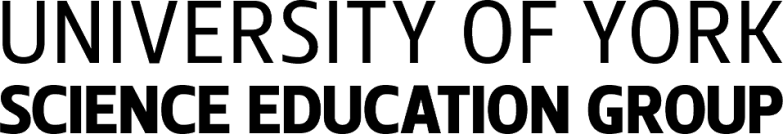 UNIVERSITY OF YORK
SCIENCE EDUCATION GROUP